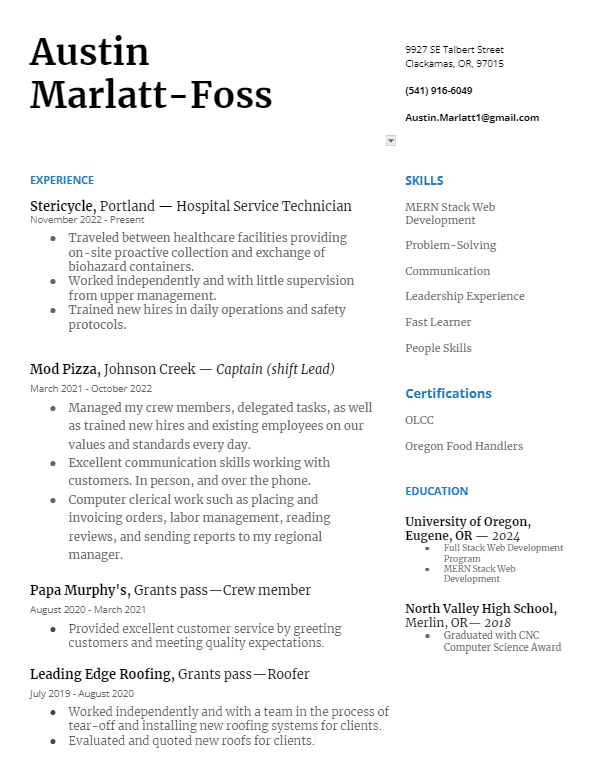 Austin
Marlatt-Foss
9927 SE Talbert Street
Clackamas, OR, 97015
(541) 916-6049
Austin.Marlatt1@gmail.com
EXPERIENCE
Stericycle, Portland — Hospital Service Technician
November 2022 - Present
● Traveled between healthcare facilities providing
on-site proactive collection and exchange of
biohazard containers.
● Worked independently and with little supervision
from upper management.
● Trained new hires in daily operations and safety
protocols.
Mod Pizza, Johnson Creek — Captain (shift Lead)
March 2021 - October 2022
● Managed my crew members, delegated tasks, as well
as trained new hires and existing employees on our
values and standards every day.
● Excellent communication skills working with
customers. In person, and over the phone.
● Computer clerical work such as placing and
invoicing orders, labor management, reading
reviews, and sending reports to my regional
manager.
Papa Murphy's, Grants pass—Crew member
August 2020 - March 2021
● Provided excellent customer service by greeting
customers and meeting quality expectations.
Leading Edge Roofing, Grants pass—Roofer
July 2019 - August 2020
● Worked independently and with a team in the process of
tear-off and installing new roofing systems for clients.
● Evaluated and quoted new roofs for clients.
SKILLS
MERN Stack Web
Development
Problem-Solving
Communication
Leadership Experience
Fast Learner
People Skills
Certifications
OLCC
Oregon Food Handlers
EDUCATION
University of Oregon,
Eugene, OR — 2024
● Full Stack Web Development
Program
● MERN Stack Web
Development
North Valley High School,
Merlin, OR— 2018
● Graduated with CNC
Computer Science Award